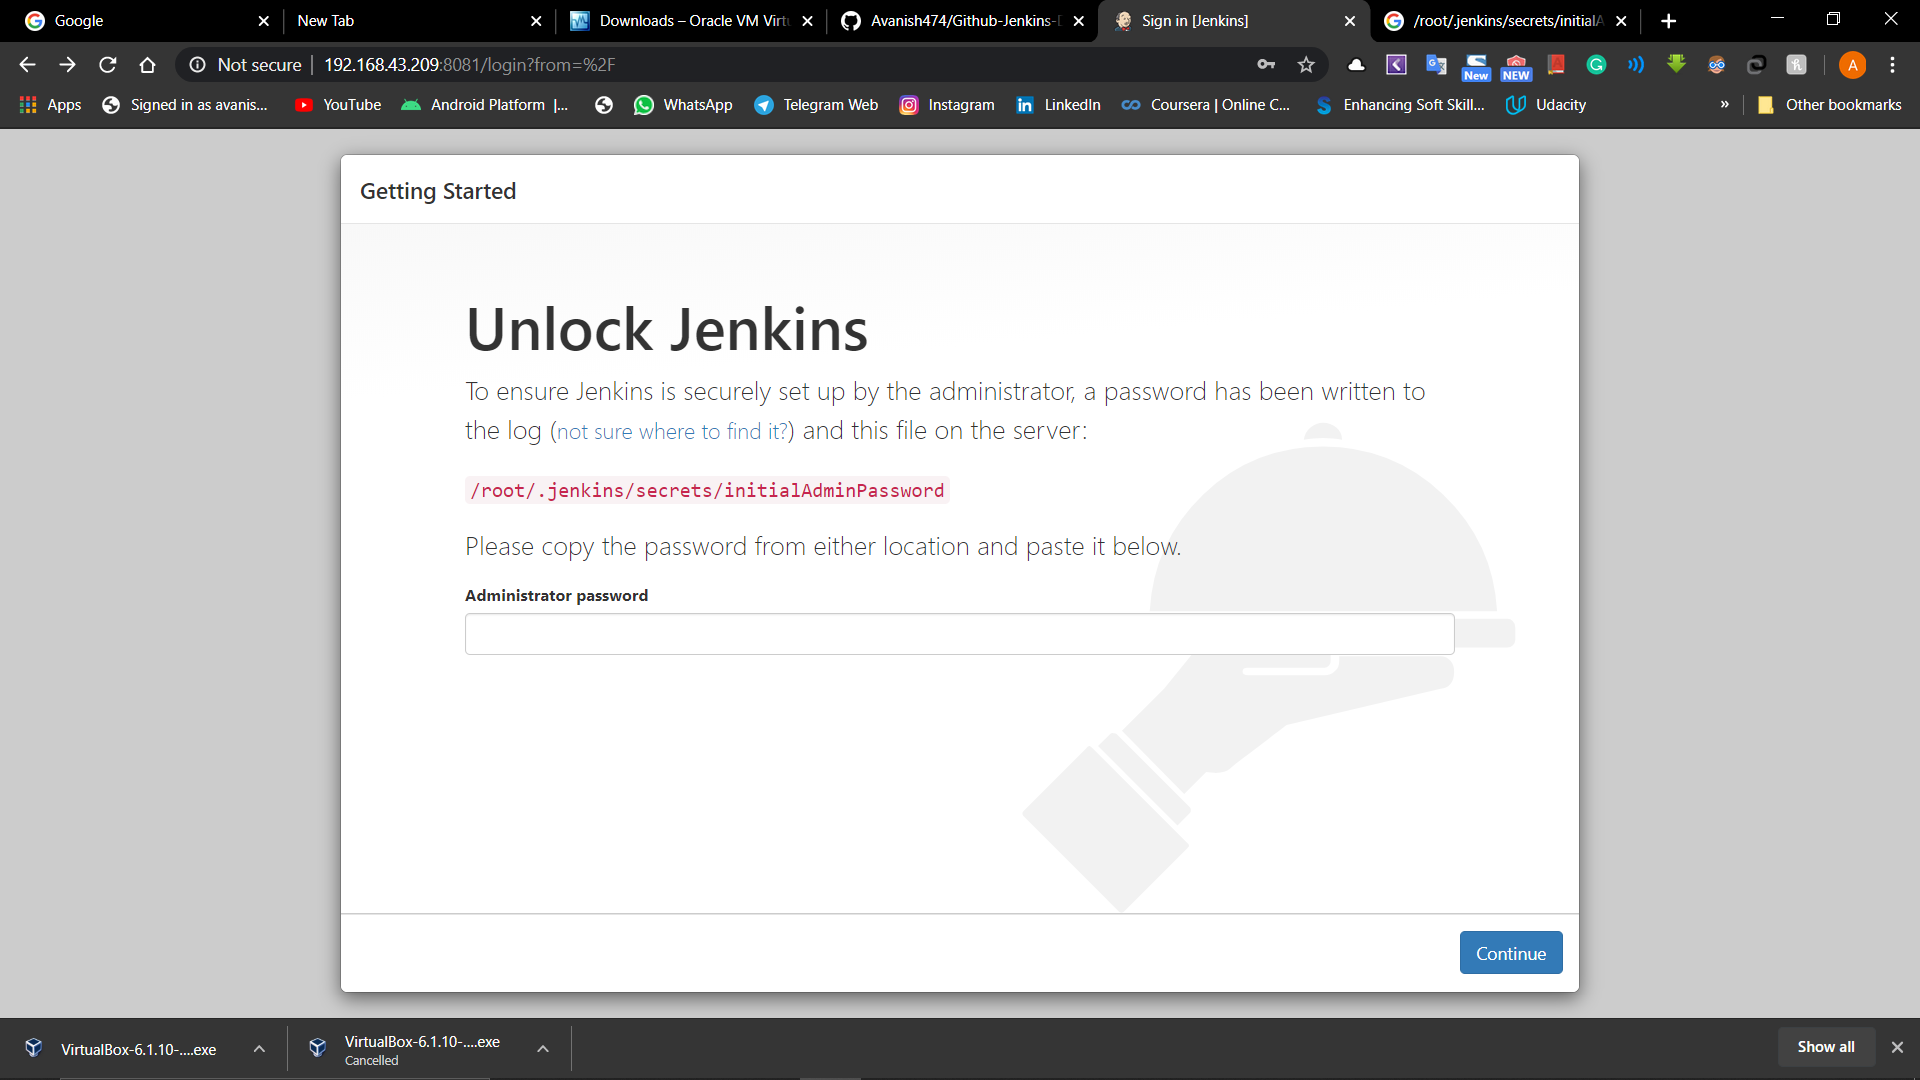 Google
New Tab
Downloads – Oracle VM Virtu
Avanish474/Github-Jenkins-D
Sign in [Jenkins]
/root/.jenkins/secrets/initialA
Not secure
192.168.43.209:8081/login?from=%2F
New
NEW
A
Apps
Signed in as avanis...
YouTube
Android Platform |...
WhatsApp
Telegram Web
Instagram
LinkedIn
Coursera | Online C...
Enhancing Soft Skill...
Udacity
»
Other bookmarks
Getting Started
Unlock Jenkins
To ensure Jenkins is securely set up by the administrator, a password has been written to
the log (not sure where to find it?) and this file on the server:
/root/.jenkins/secrets/initialAdminPassword
Please copy the password from either location and paste it below.
Administrator password
Continue
VirtualBox-6.1.10-....exe
VirtualBox-6.1.10-....exe
Cancelled
Show all